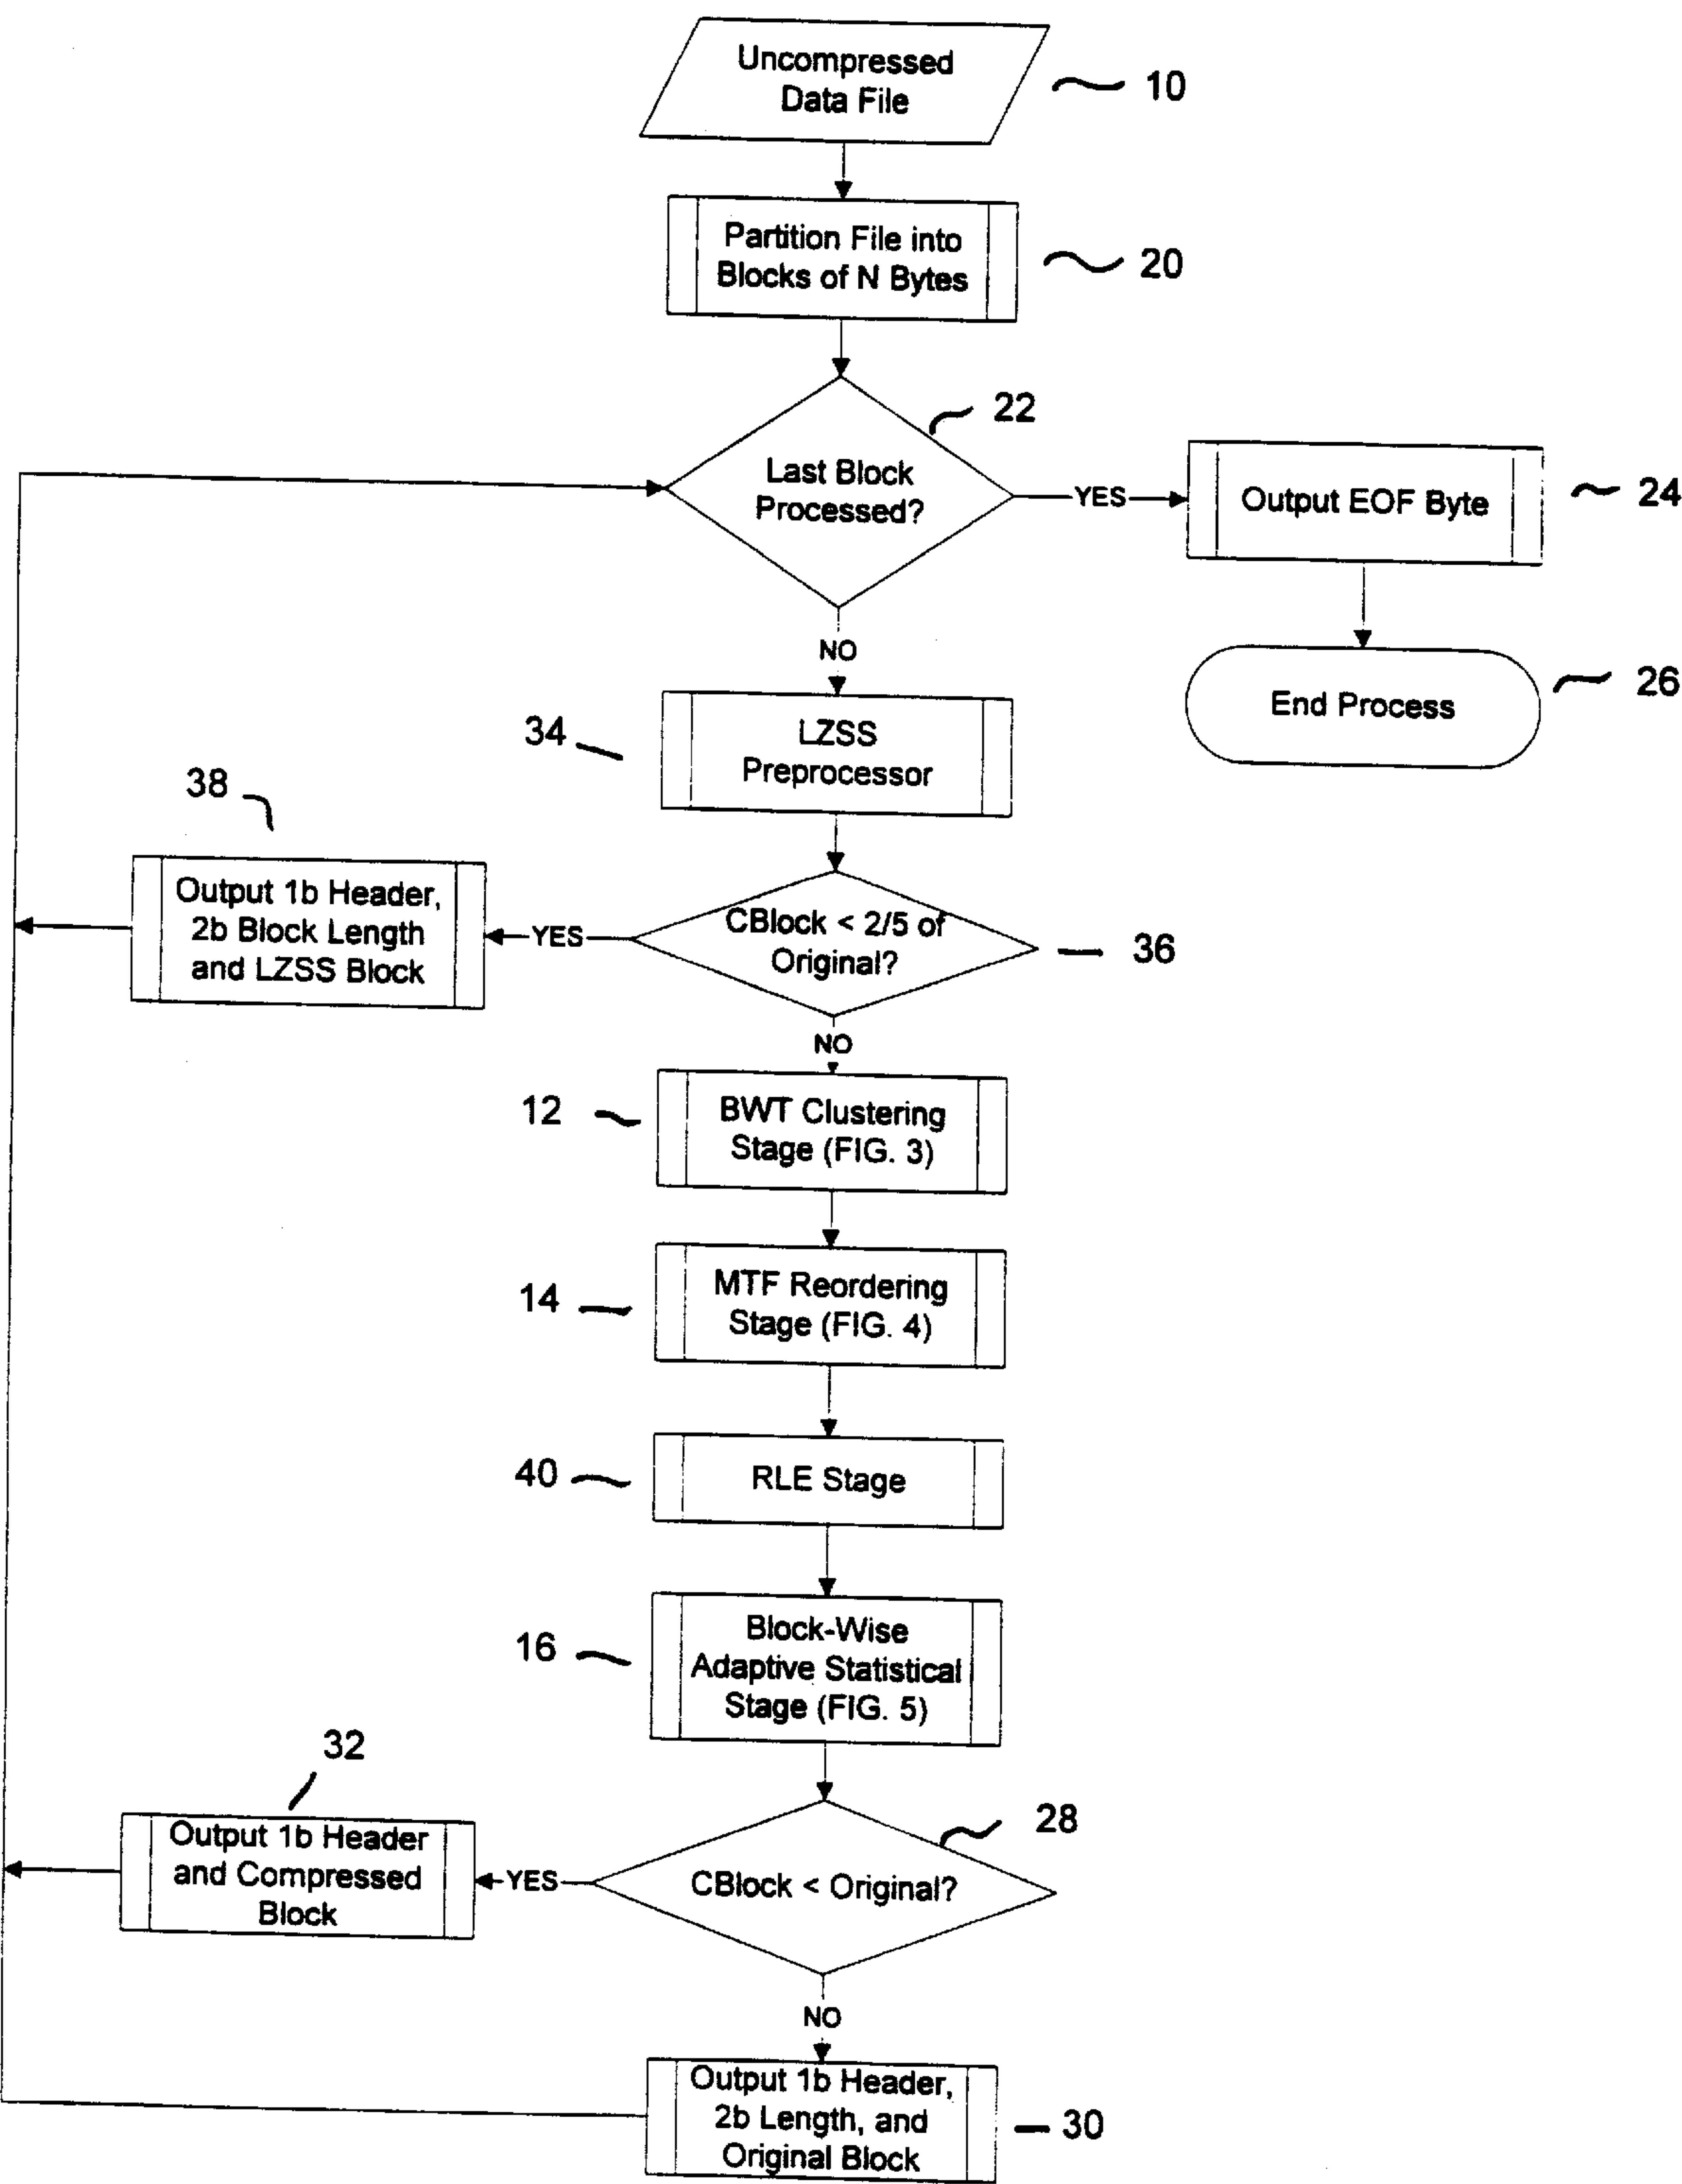 Uncompressed
Data File
10
Partition File into
Blocks of N Bytes
20
22
Last Block
Processed?
YES
Output EOF Byte
24
NO
End Process
26
34
LZSS
Preprocessor
38
Output 1b Header,
2b Block Length
and LZSS Block
YES
CBlock < 2/5 of
Original?
36
NO
12
BWT Clustering
Stage (FIG. 3)
14
MTF Reordering
Stage (FIG. 4)
40
RLE Stage
16
Block-Wise
Adaptive Statistical
Stage (FIG. 5)
32
Output 1b Header
and Compressed
Block
YES
CBlock < Original?
28
NO
Output 1b Header,
2b Length, and
Original Block
30